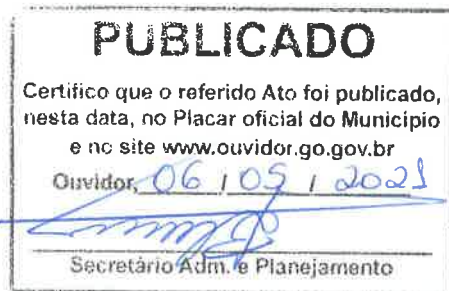 PUBLICADO
Certifico que o referido Ato foi publicado,
nesta data, no Placar oficial do Município
e no site www.ouvidor.go.gov.br
Ouvidor, 06 / 05 / 2021
Secretário Adm. e Planejamento